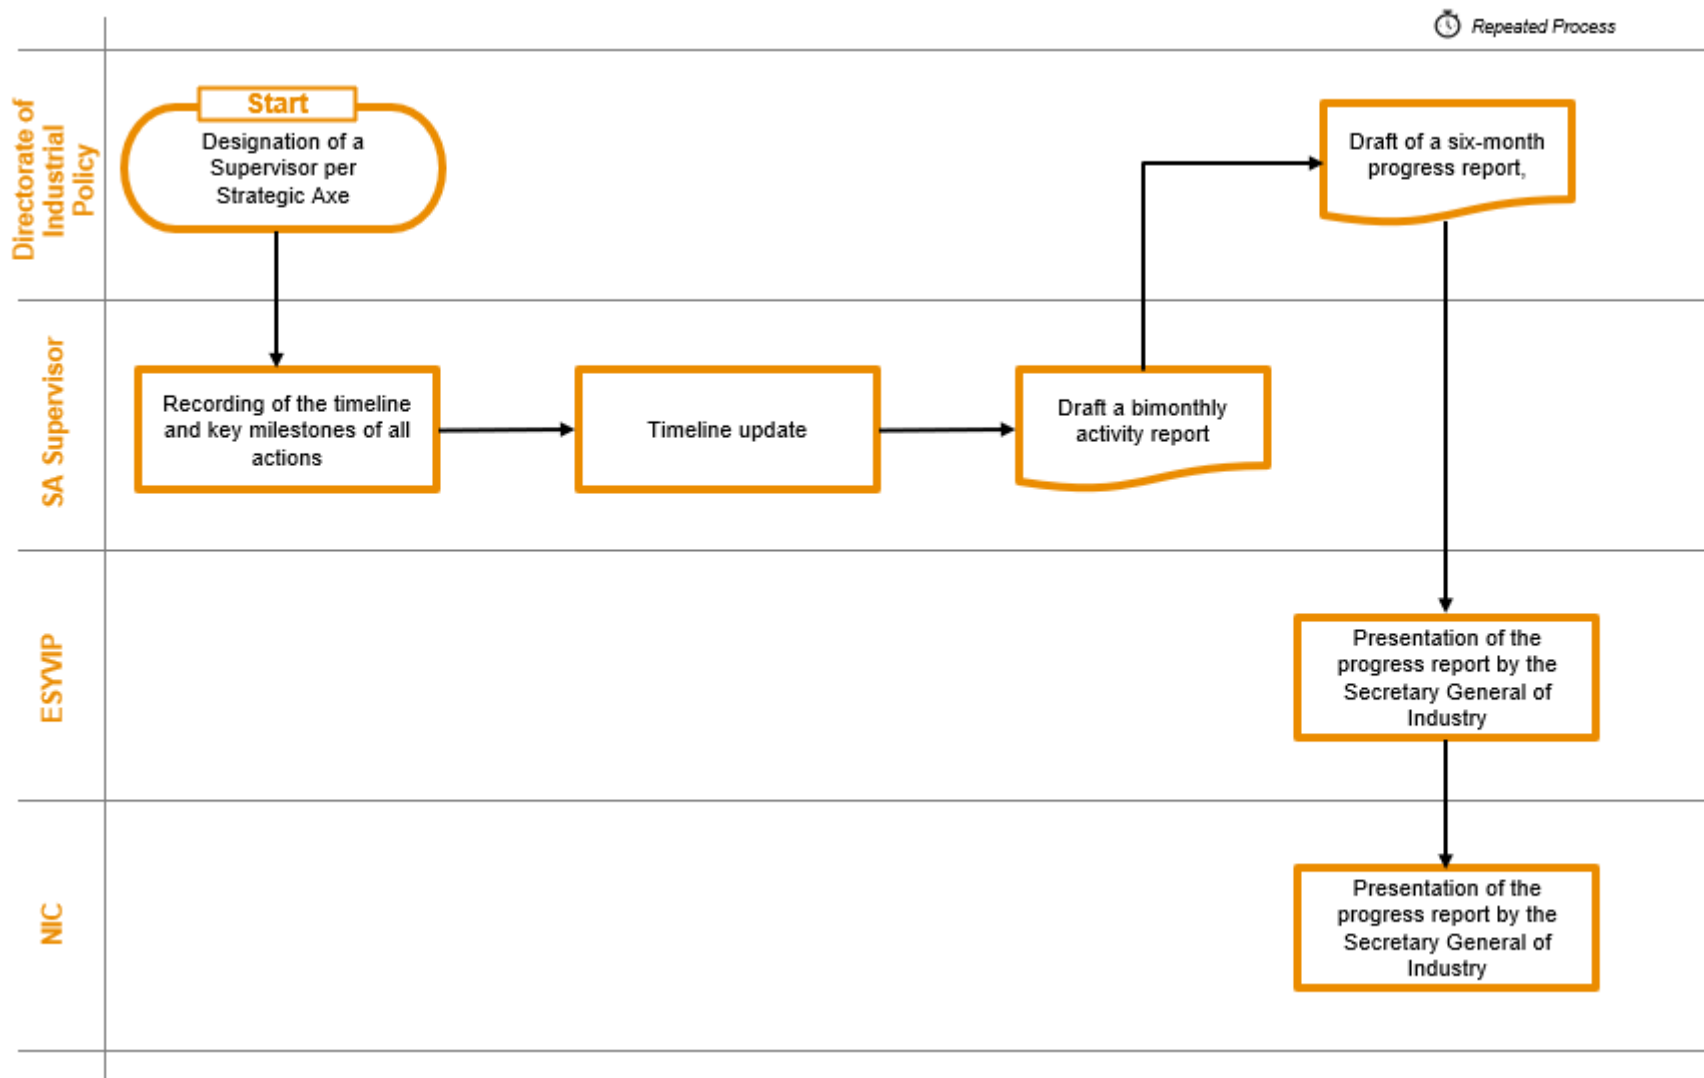 Repeated Process
Directorate of
Industrial
Policy
Start
Designation of a
Supervisor per
Strategic Axe
Draft of a six-month
progress report,
SA Supervisor
Recording of the timeline
and key milestones of all
actions
Timeline update
Draft a bimonthly
activity report
ESYVIP
Presentation of the
progress report by the
Secretary General of
Industry
NIC
Presentation of the
progress report by the
Secretary General of
Industry